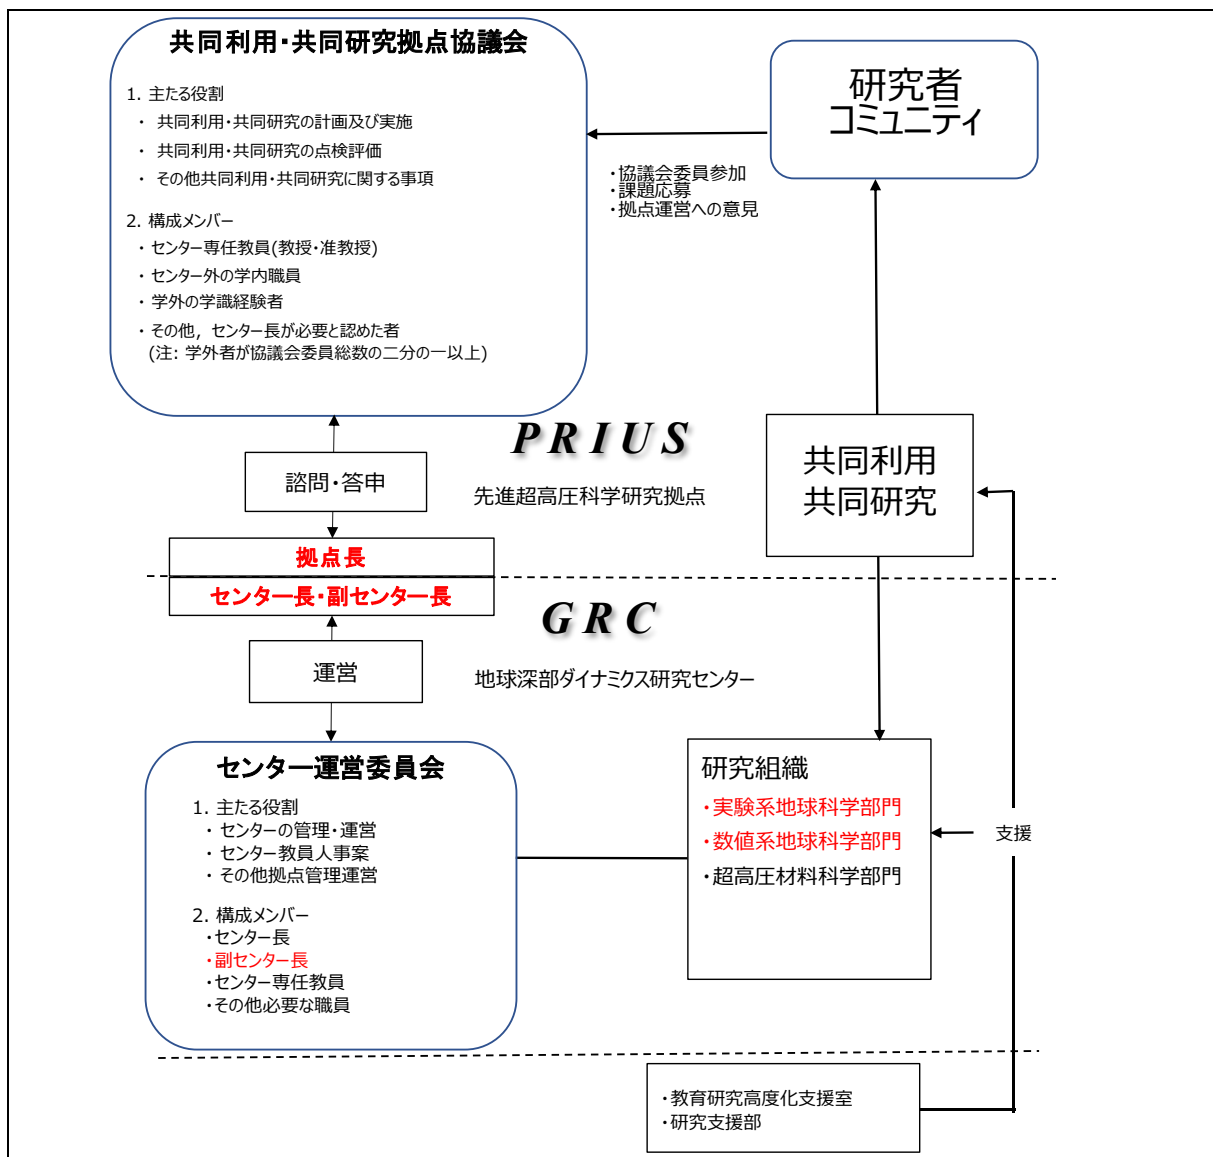 共同利用・共同研究拠点協議会
1. 主たる役割
・ 共同利用・共同研究の計画及び実施
・ 共同利用・共同研究の点検評価
・ その他共同利用・共同研究に関する事項
2. 構成メンバー
・ センター専任教員(教授・准教授)
・ センター外の学内職員
・ 学外の学識経験者
・ その他，センター長が必要と認めた者
(注: 学外者が協議会委員総数の二分の一以上)
研究者
コミュニティ
・協議会委員参加
・課題応募
・拠点運営への意見
諮問・答申
PRIUS
先進超高圧科学研究拠点
共同利用
共同研究
拠点長
センター長・副センター長
GRC
地球深部ダイナミクス研究センター
運営
センター運営委員会
1. 主たる役割
・ センターの管理・運営
・ センター教員人事案
・ その他拠点管理運営
2. 構成メンバー
・センター長
・副センター長
・センター専任教員
・その他必要な職員
研究組織
・実験系地球科学部門
・数値系地球科学部門
・超高圧材料科学部門
支援
・教育研究高度化支援室
・研究支援部